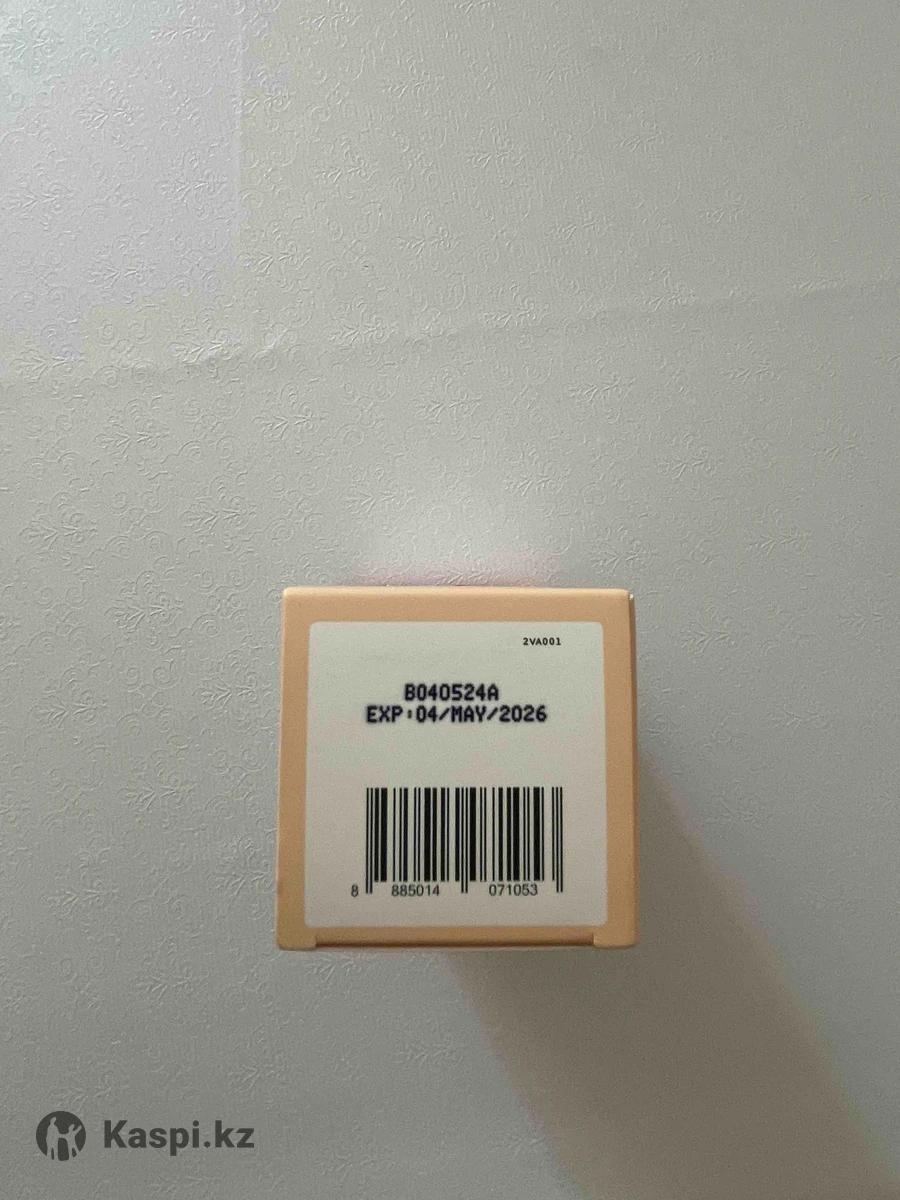 2VA001
B040524A
EXP:04/MAY/2026
8 885014 071053
Kaspi.kz